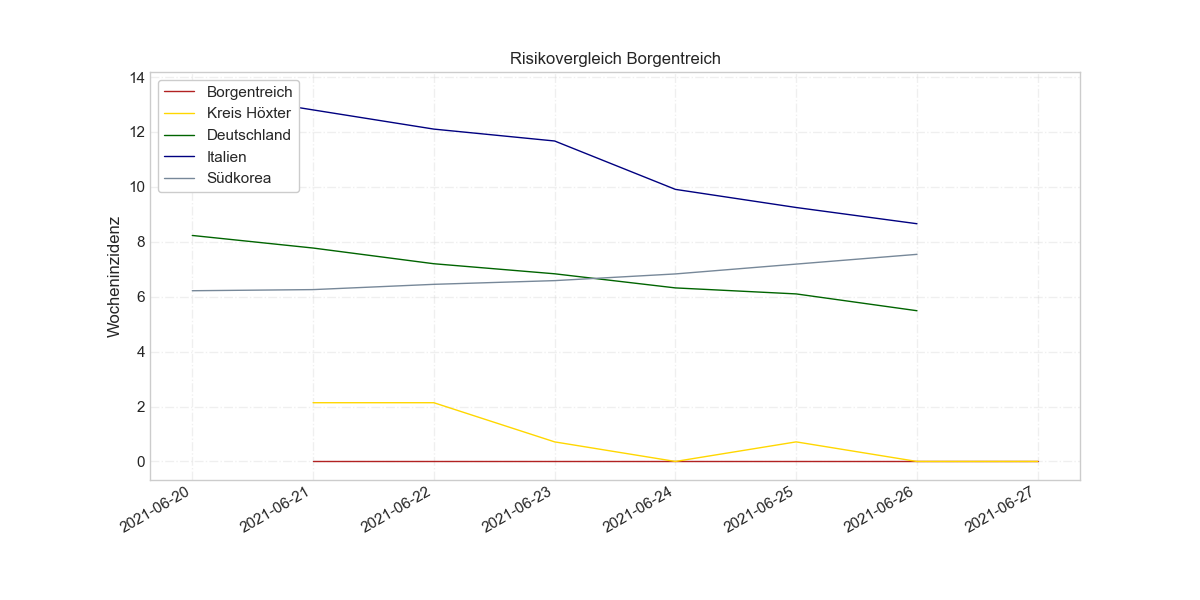 Risikovergleich Borgentreich
Borgentreich
Kreis Höxter
Deutschland
Italien
Südkorea
Wocheninzidenz
14
12
10
8
6
4
2
0
2021-06-20
2021-06-21
2021-06-22
2021-06-23
2021-06-24
2021-06-25
2021-06-26
2021-06-27